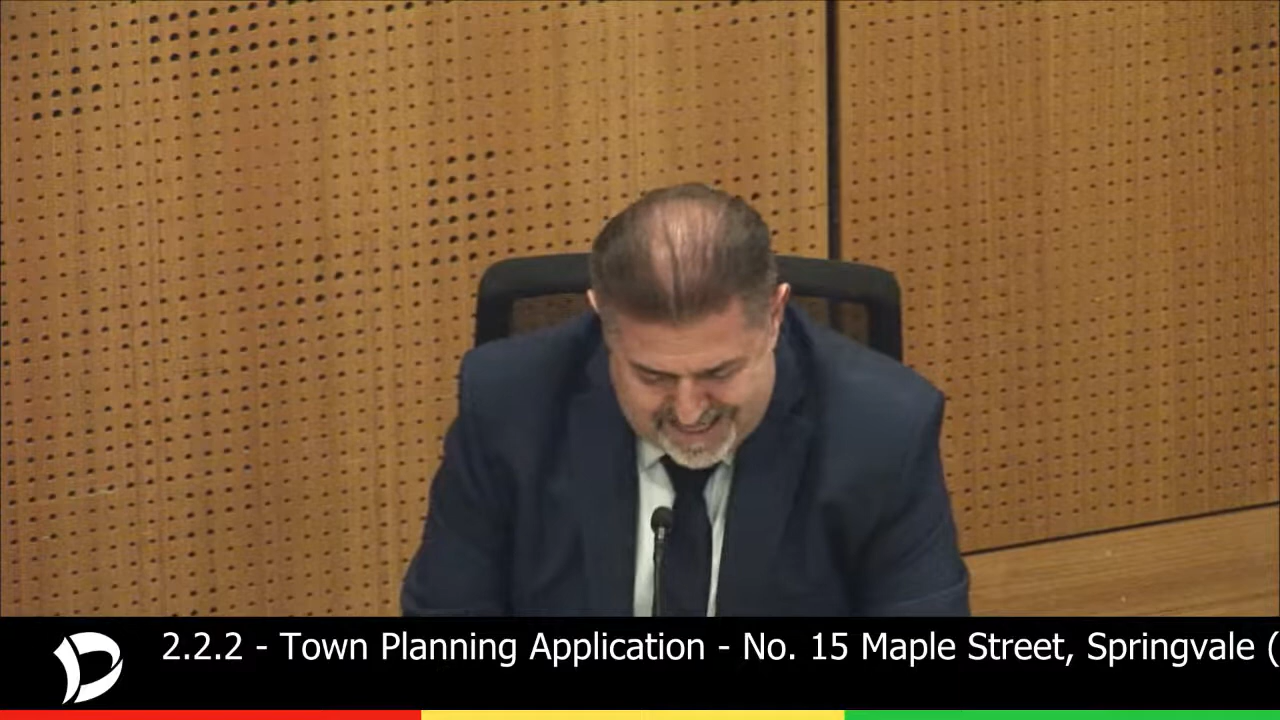 2.2.2 - Town Planning Application - No. 15 Maple Street, Springvale (